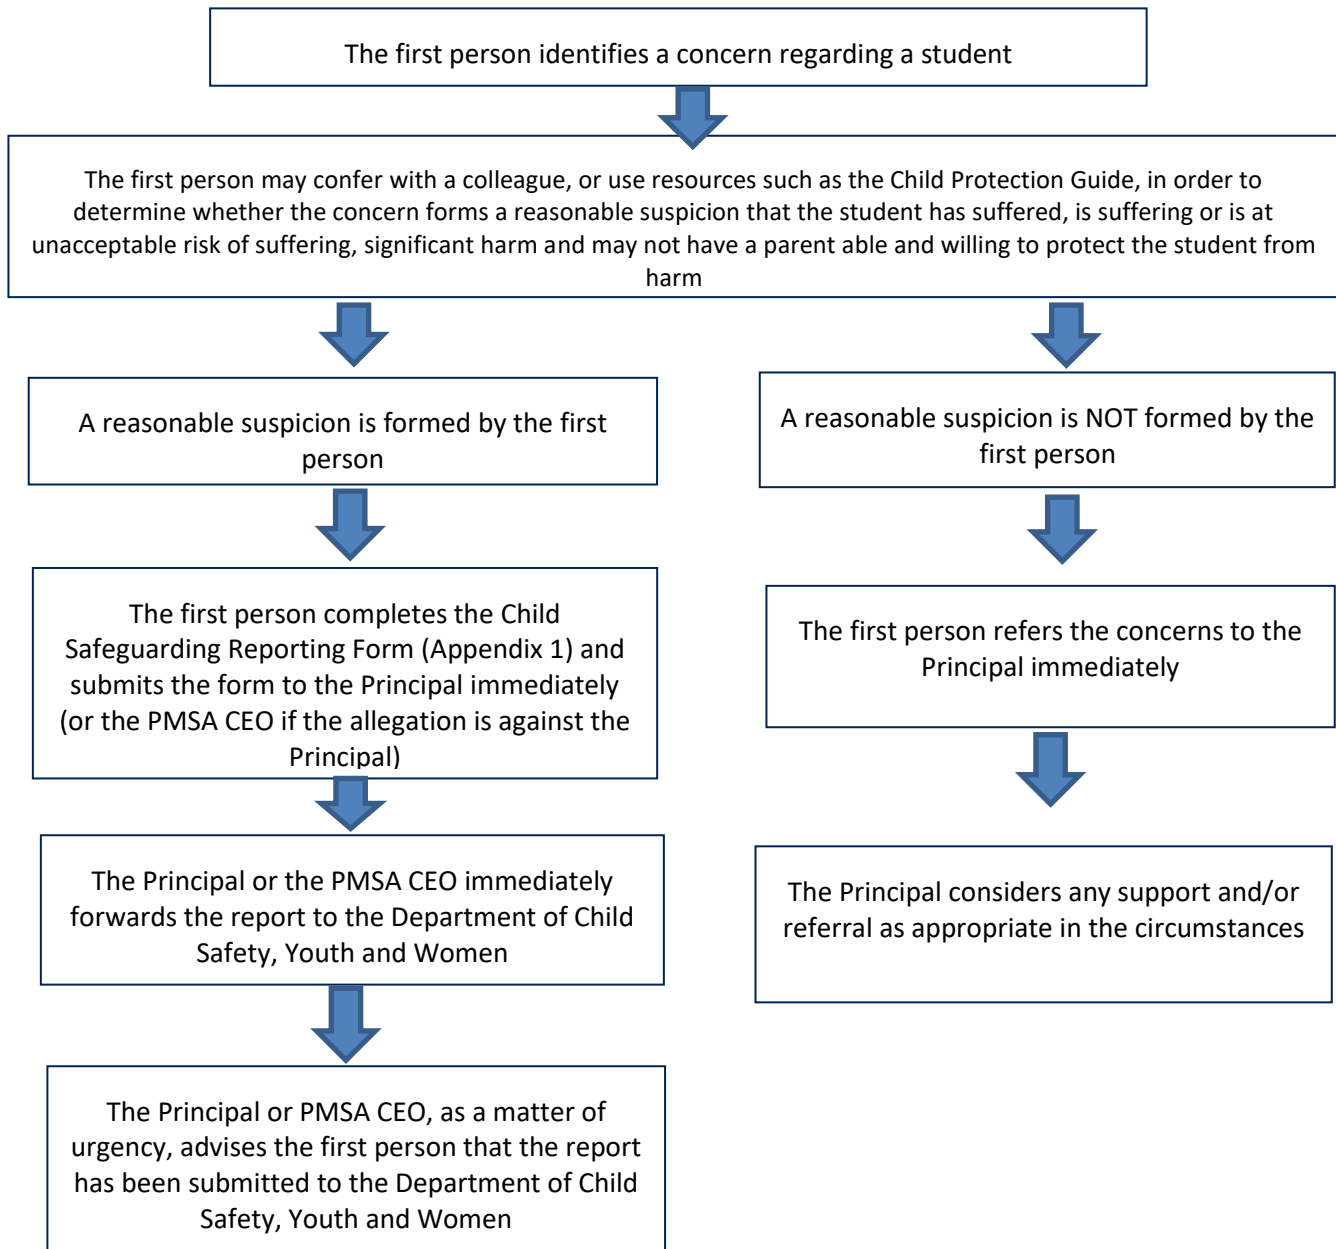 The first person identifies a concern regarding a student
The first person may confer with a colleague, or use resources such as the Child Protection Guide, in order to
determine whether the concern forms a reasonable suspicion that the student has suffered, is suffering or is at
unacceptable risk of suffering, significant harm and may not have a parent able and willing to protect the student from
harm
A reasonable suspicion is formed by the first
person
The first person completes the Child
Safeguarding Reporting Form (Appendix 1) and
submits the form to the Principal immediately
(or the PMSA CEO if the allegation is against the
Principal)
The Principal or the PMSA CEO immediately
forwards the report to the Department of Child
Safety, Youth and Women
The Principal or PMSA CEO, as a matter of
urgency, advises the first person that the report
has been submitted to the Department of Child
Safety, Youth and Women
A reasonable suspicion is NOT formed by the
first person
The first person refers the concerns to the
Principal immediately
The Principal considers any support and/or
referral as appropriate in the circumstances